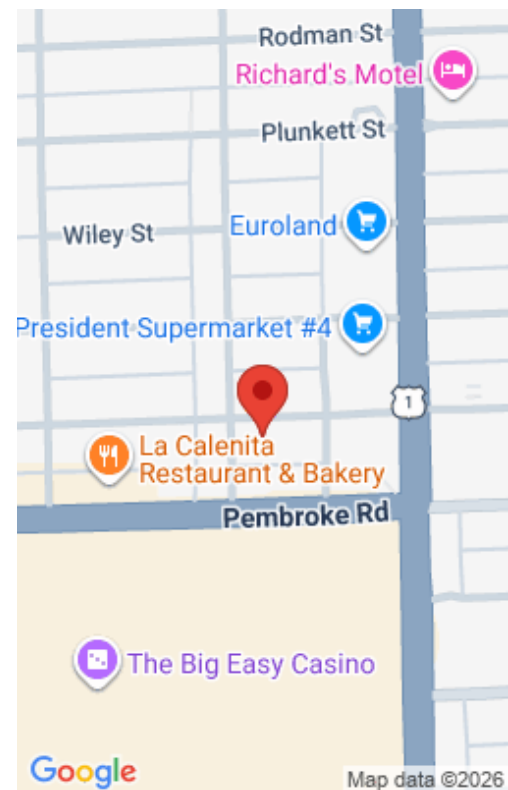 Rodman St
Richard's Motel
Plunkett St
Euroland
Wiley St
President Supermarket #4
1
La Calenita
Restaurant & Bakery
Pembroke Rd
The Big Easy Casino
Google
Map data ©2026